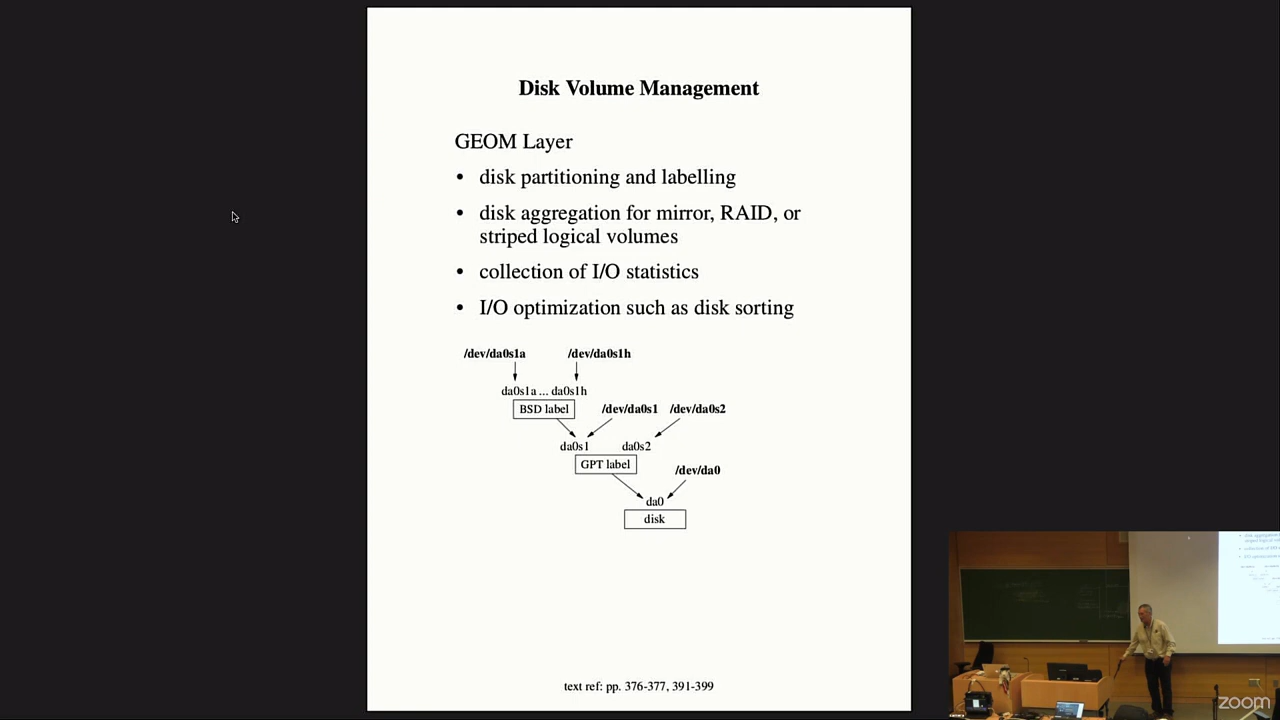 Disk Volume Management
GEOM Layer
• disk partitioning and labelling
• disk aggregation for mirror, RAID, or
striped logical volumes
• collection of I/O statistics
• I/O optimization such as disk sorting
/dev/da0s1a /dev/da0s1h
da0s1a ... da0s1h
BSD label /dev/da0s1 /dev/da0s2
da0s1 da0s2
GPT label /dev/da0
da0
disk
text ref: pp. 376-377, 391-399
zoom